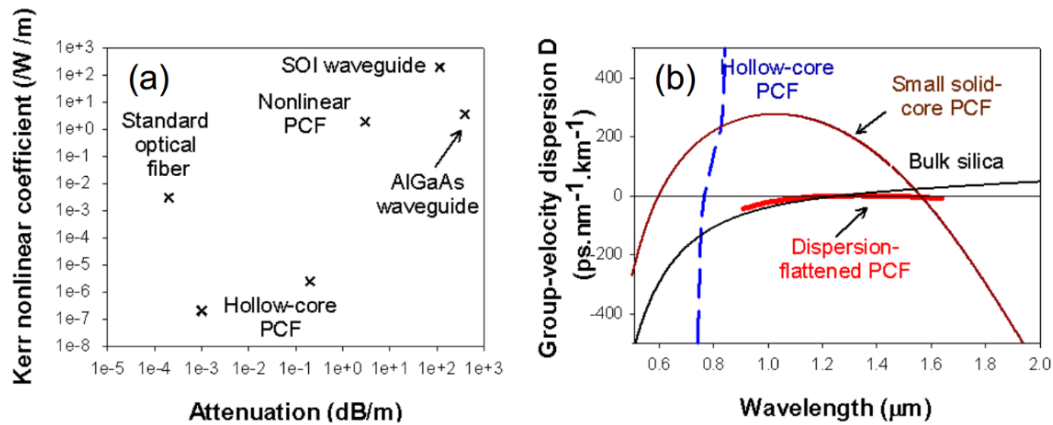 (a)
Kerr nonlinear coefficient (/W /m)
1e+3
1e+2
1e+1
1e+0
1e-1
1e-2
1e-3
1e-4
1e-5
1e-6
1e-7
1e-8
SOI waveguide
Nonlinear
PCF
Standard
optical
fiber
AlGaAs
waveguide
Hollow-core
PCF
1e-5 1e-4 1e-3 1e-2 1e-1 1e+0 1e+1 1e+2 1e+3
Attenuation (dB/m)
(b)
Group-velocity dispersion D
(ps.nm⁻¹.km⁻¹)
400
200
0
-200
-400
Hollow-core
PCF
Small solid-
core PCF
Bulk silica
Dispersion-
flattened PCF
0.6 0.8 1.0 1.2 1.4 1.6 1.8 2.0
Wavelength (μm)